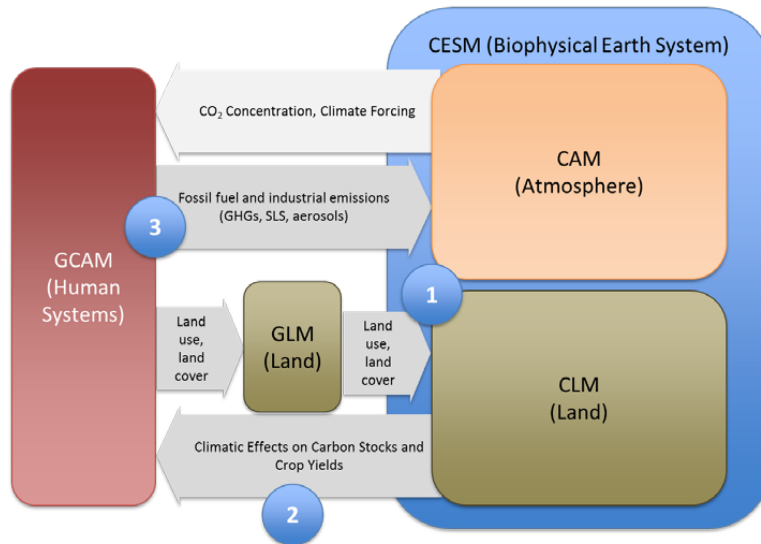 CESM (Biophysical Earth System)
CO₂ Concentration, Climate Forcing
CAM
(Atmosphere)
Fossil fuel and industrial emissions
(GHGs, SLS, aerosols)
3
GCAM
(Human
Systems)
1
Land
use,
land
cover
GLM
(Land)
Land
use,
land
cover
CLM
(Land)
Climatic Effects on Carbon Stocks and
Crop Yields
2